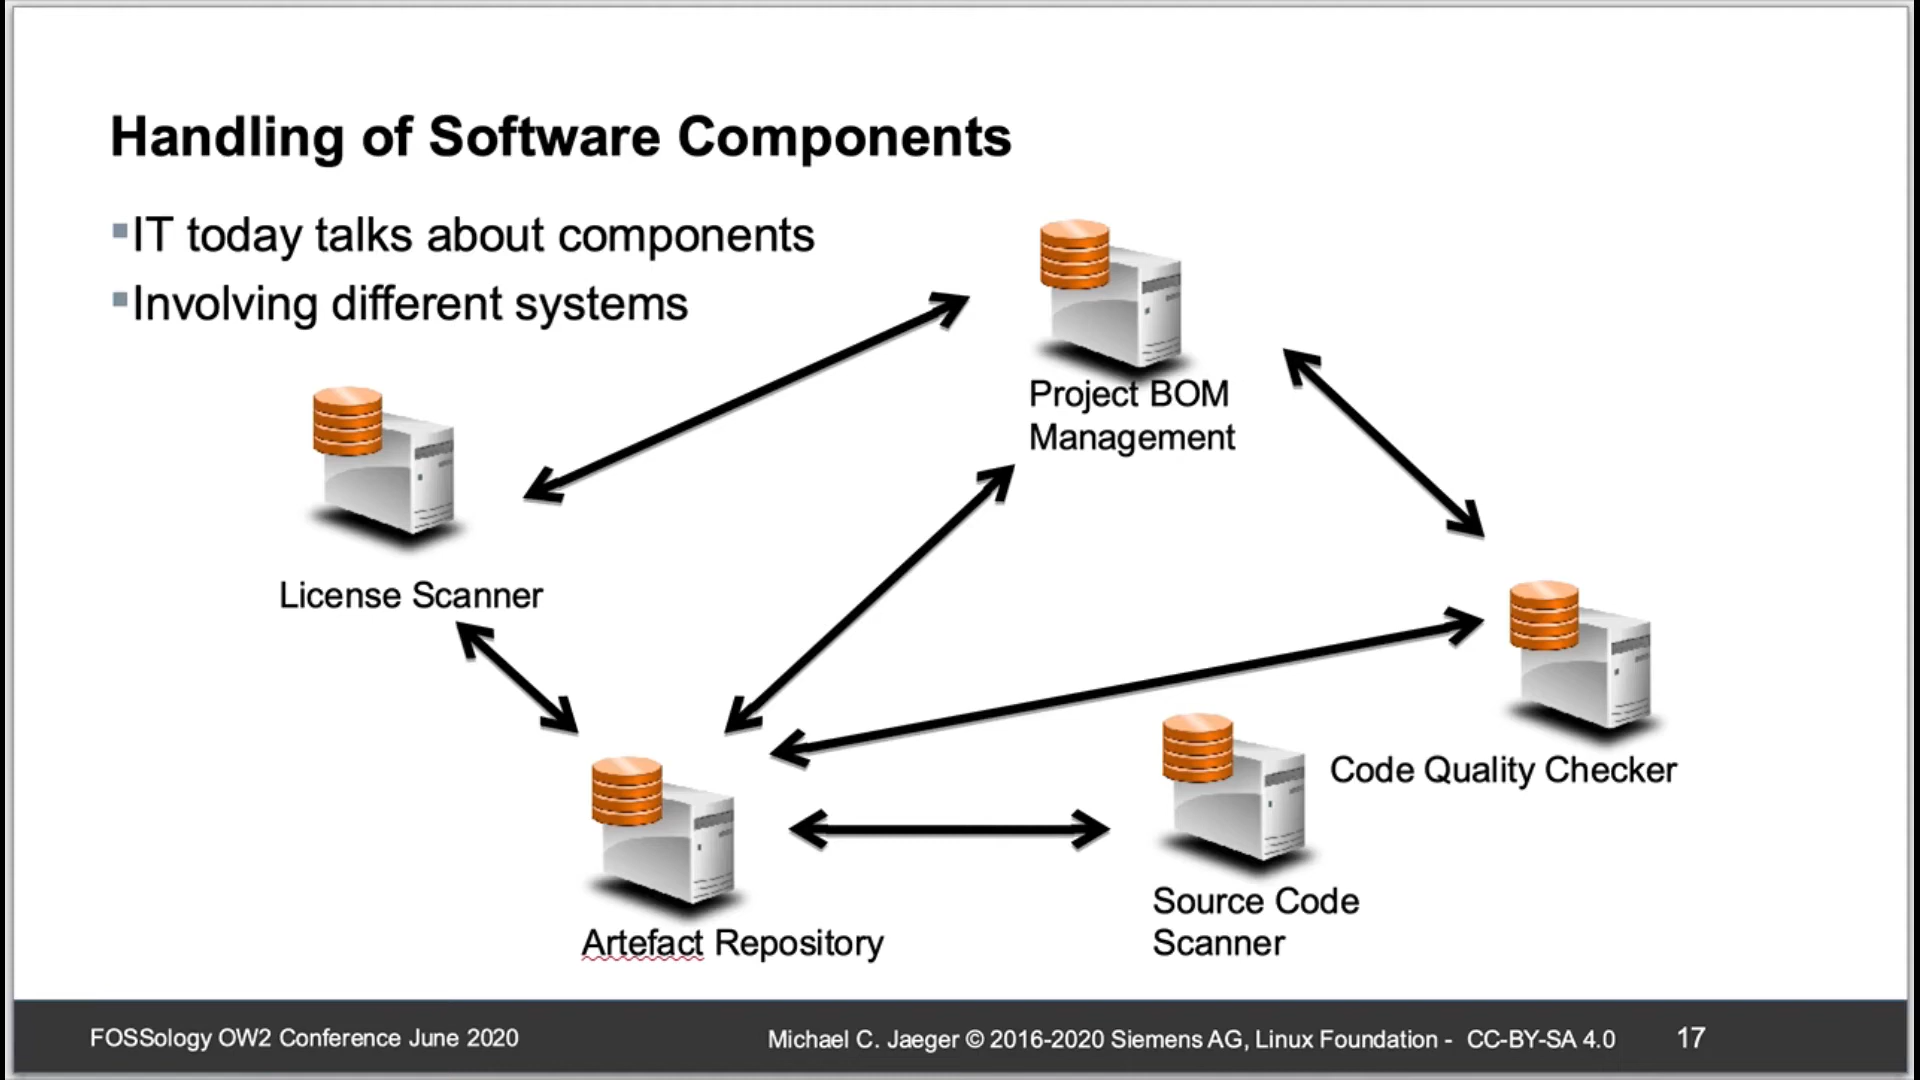 Handling of Software Components
IT today talks about components
Involving different systems
Project BOM
Management
License Scanner
Code Quality Checker
Source Code
Scanner
Artefact Repository
FOSSology OW2 Conference June 2020
Michael C. Jaeger © 2016-2020 Siemens AG, Linux Foundation - CC-BY-SA 4.0
17